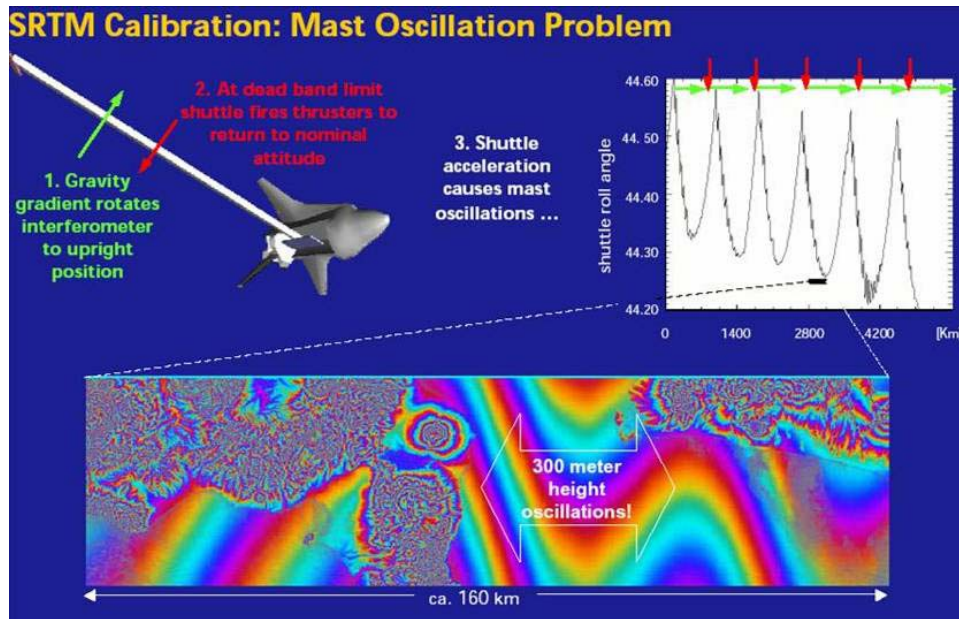 SRTM Calibration: Mast Oscillation Problem
2. At dead band limit
shuttle fires thrusters to
return to nominal
attitude
1. Gravity
gradient rotates
interferometer
to upright
position
3. Shuttle
acceleration
causes mast
oscillations ...
shuttle roll angle
44.60
44. 50
44.40
44.30
44.20
0 1400 2800 4200 [Km
300 meter
height
oscillations!
ca. 160 km